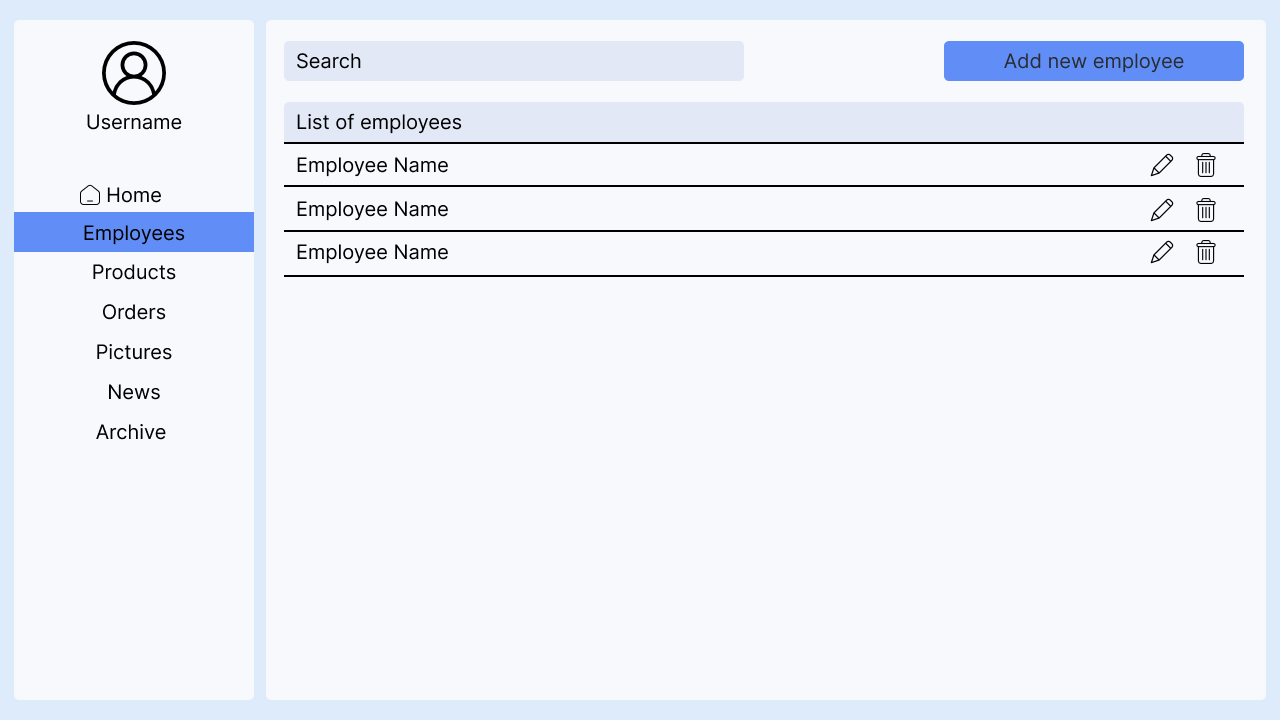 Username
Home
Employees
Products
Orders
Pictures
News
Archive
Search
Add new employee
List of employees
Employee Name
Employee Name
Employee Name